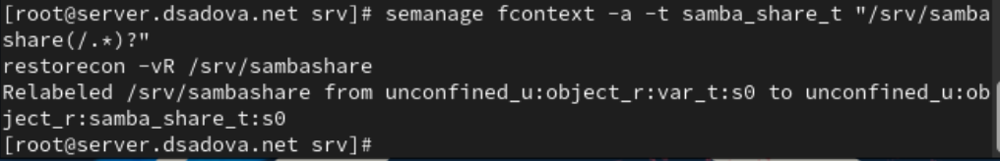 [root@server.dsadova.net srv]# semanage fcontext -a -t samba_share_t "/srv/samba
share(/.*)?"
restorecon -vR /srv/sambashare
Relabeled /srv/sambashare from unconfined_u:object_r:var_t:s0 to unconfined_u:ob
ject_r:samba_share_t:s0
[root@server.dsadova.net srv]#